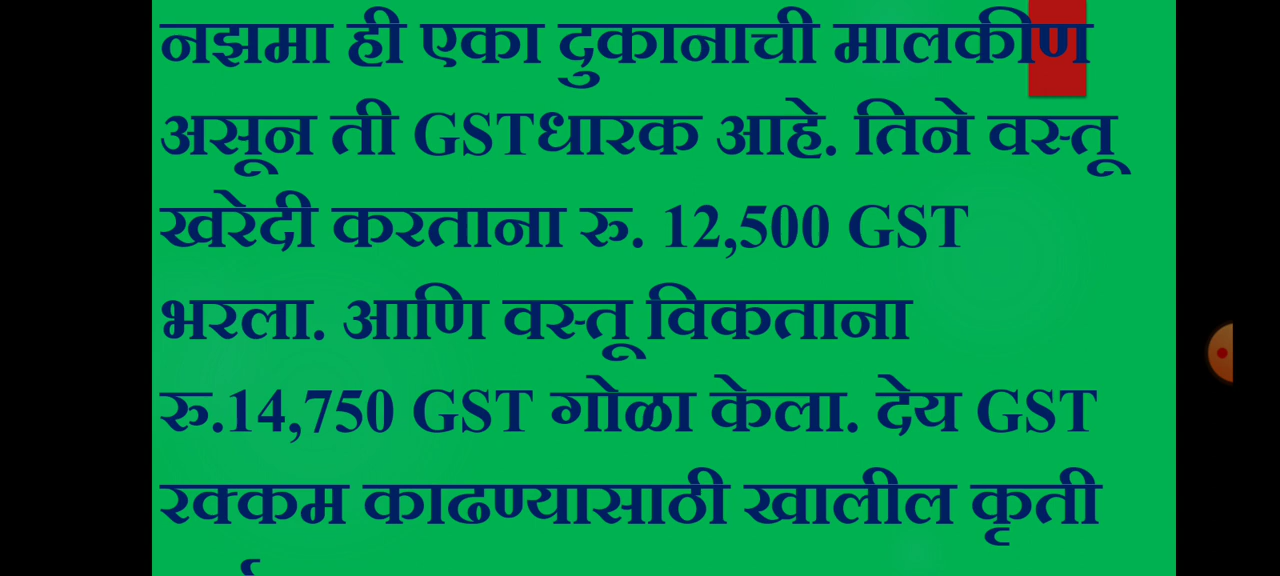 नझमा ही एका दुकानाची मालकीण
असून ती GSTधारक आहे. तिने वस्तू
खरेदी करताना रु. 12,500 GST
भरला. आणि वस्तू विकताना
रु.14,750 GST गोळा केला. देय GST
रक्कम काढण्यासाठी खालील कृती